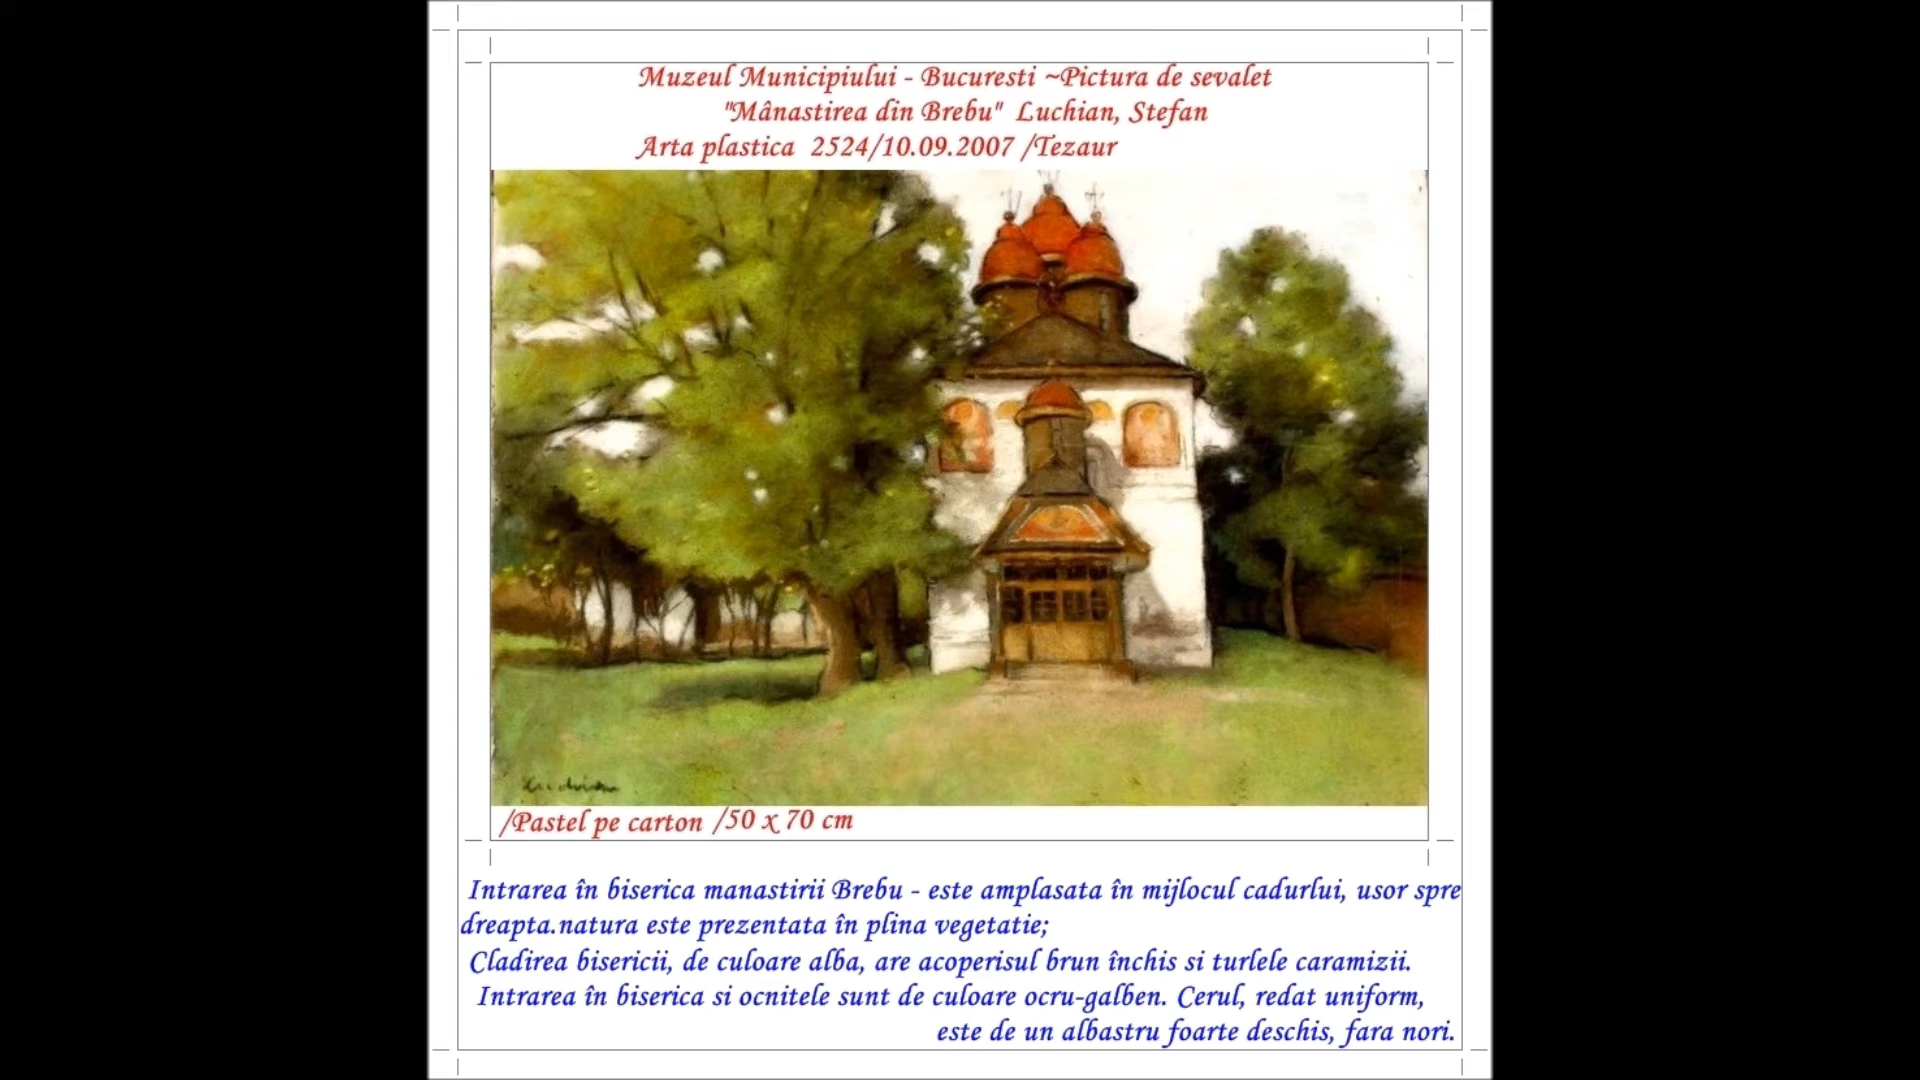 Muzeul Municipiului - Bucuresti ~Pictura de sevalet
"Mânastirea din Brebu" Luchian, Stefan
Arta plastica 2524/10.09.2007 /Tezaur
Luchian
/Pastel pe carton /50 x 70 cm
Intrarea în biserica manastirii Brebu - este amplasata în mijlocul cadurlui, usor spre
dreapta.natura este prezentata în plina vegetatie;
Cladirea bisericii, de culoare alba, are acoperisul brun închis si turlele caramizii.
Intrarea în biserica si ocnitele sunt de culoare ocru-galben. Cerul, redat uniform,
este de un albastru foarte deschis, fara nori.